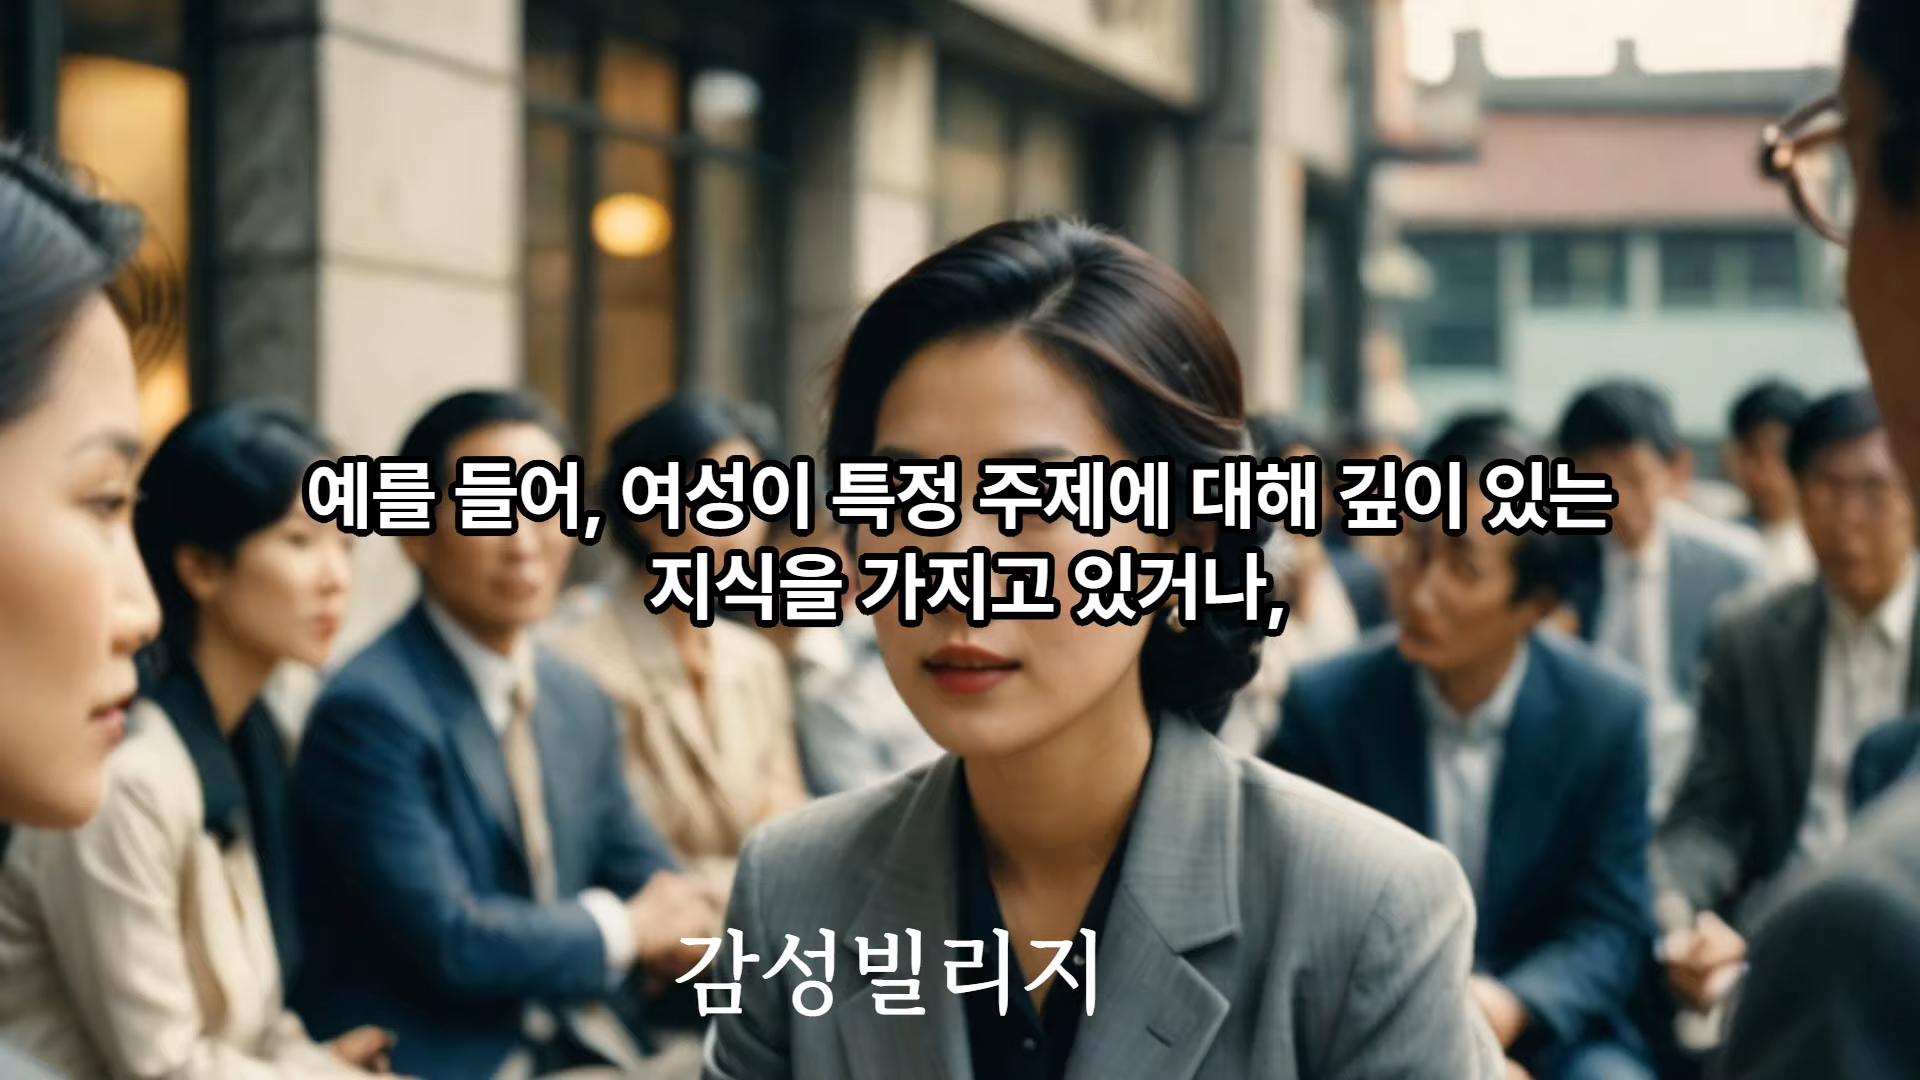 예를 들어, 여성이 특정 주제에 대해 깊이 있는
지식을 가지고 있거나,
감성빌리지